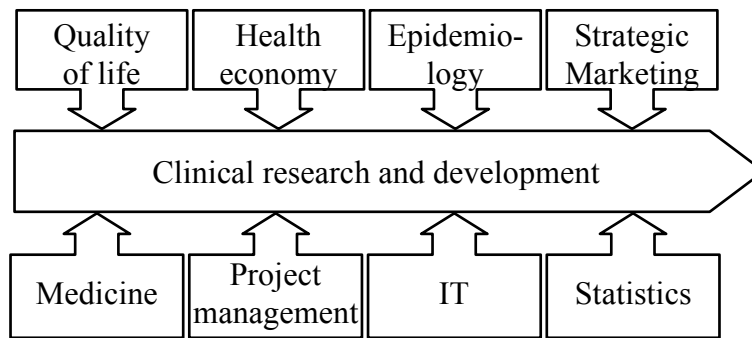 Quality
of life
Health
economy
Epidemio-
logy
Strategic
Marketing
Clinical research and development
Medicine
Project
management
IT
Statistics